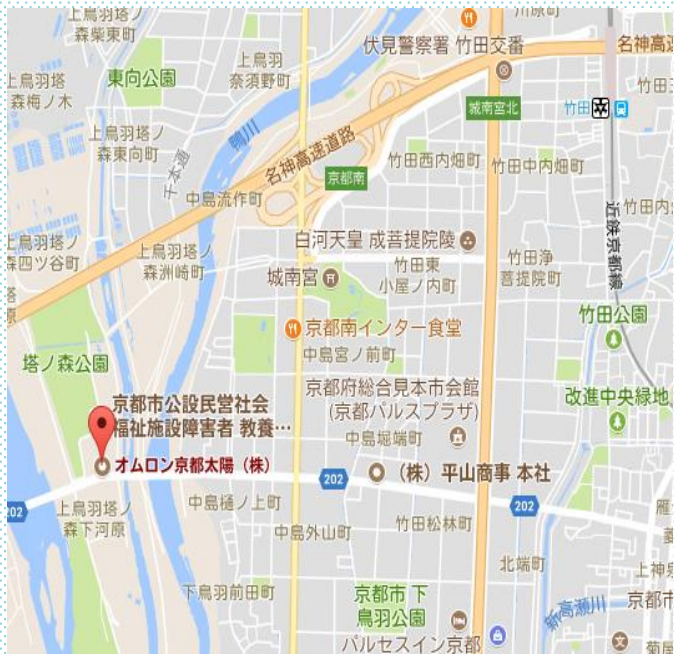 上鳥羽塔ノ
森柴東町
川原町
伏見警察署 竹田交番
名神高速
上鳥羽
奈須野町
東向公園
上鳥羽塔
森梅ノ木
上鳥羽塔ノ
森東向町
鴨川
千本通
名神高速道路
城南宮北
竹田
京都南
竹田西内畑町
竹田中内畑町
中島流作町
近鉄京都線
竹田内
上鳥羽塔ノ
森四ツ谷町
上鳥羽塔ノ
森洲崎町
白河天皇 成菩提院陵
竹田東
小屋ノ内町
竹田浄
菩提院町
城南宮
竹田公園
京都南インター食堂
中島宮ノ前町
塔ノ森公園
京都市公設民営社会
福祉施設障害者 教養…
オムロン京都太陽（株）
京都府総合見本市会館
(京都パルスプラザ)
改進中央緑地
中島堀端町
202
（株）平山商事 本社
202
202
上鳥羽塔ノ
森下河原
中島樋ノ上町
中島外山町
竹田松林町
北端町
下鳥羽前田町
京都市 下
鳥羽公園
上神泉
新高瀬川
京都市
パルセスイン京都
菊屋